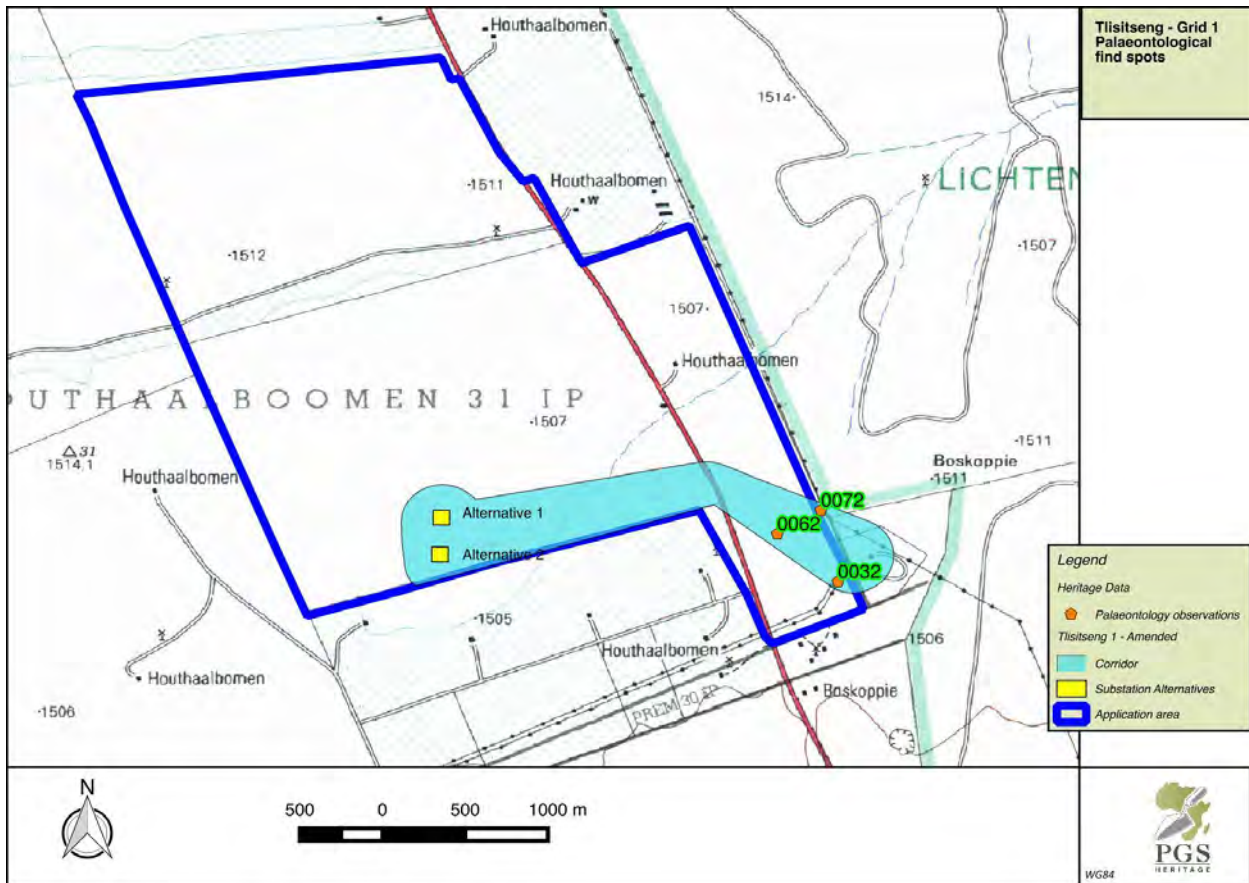 Tlisitseng - Grid 1
Palaeontological
find spots
Houthaalbomen
1514
LICHTEN
1511
Houthaalbomen
W
1512
1507
1507
Houthaalbomen
OUTHAALBOOMEN 31 IP
1507
31
1514.1
Houthaalbomen
1511
Boskoppie
1511
0072
0062
0032
Alternative 1
Alternative 2
1505
Houthaalbomen
1506
Houthaalbomen
1506
Boskoppie
PREM 30 IP
Legend
Heritage Data
Palaeontology observations
Tlisitseng 1 - Amended
Corridor
Substation Alternatives
Application area
N
500 0 500 1000 m
PGS
HERITAGE
WG84